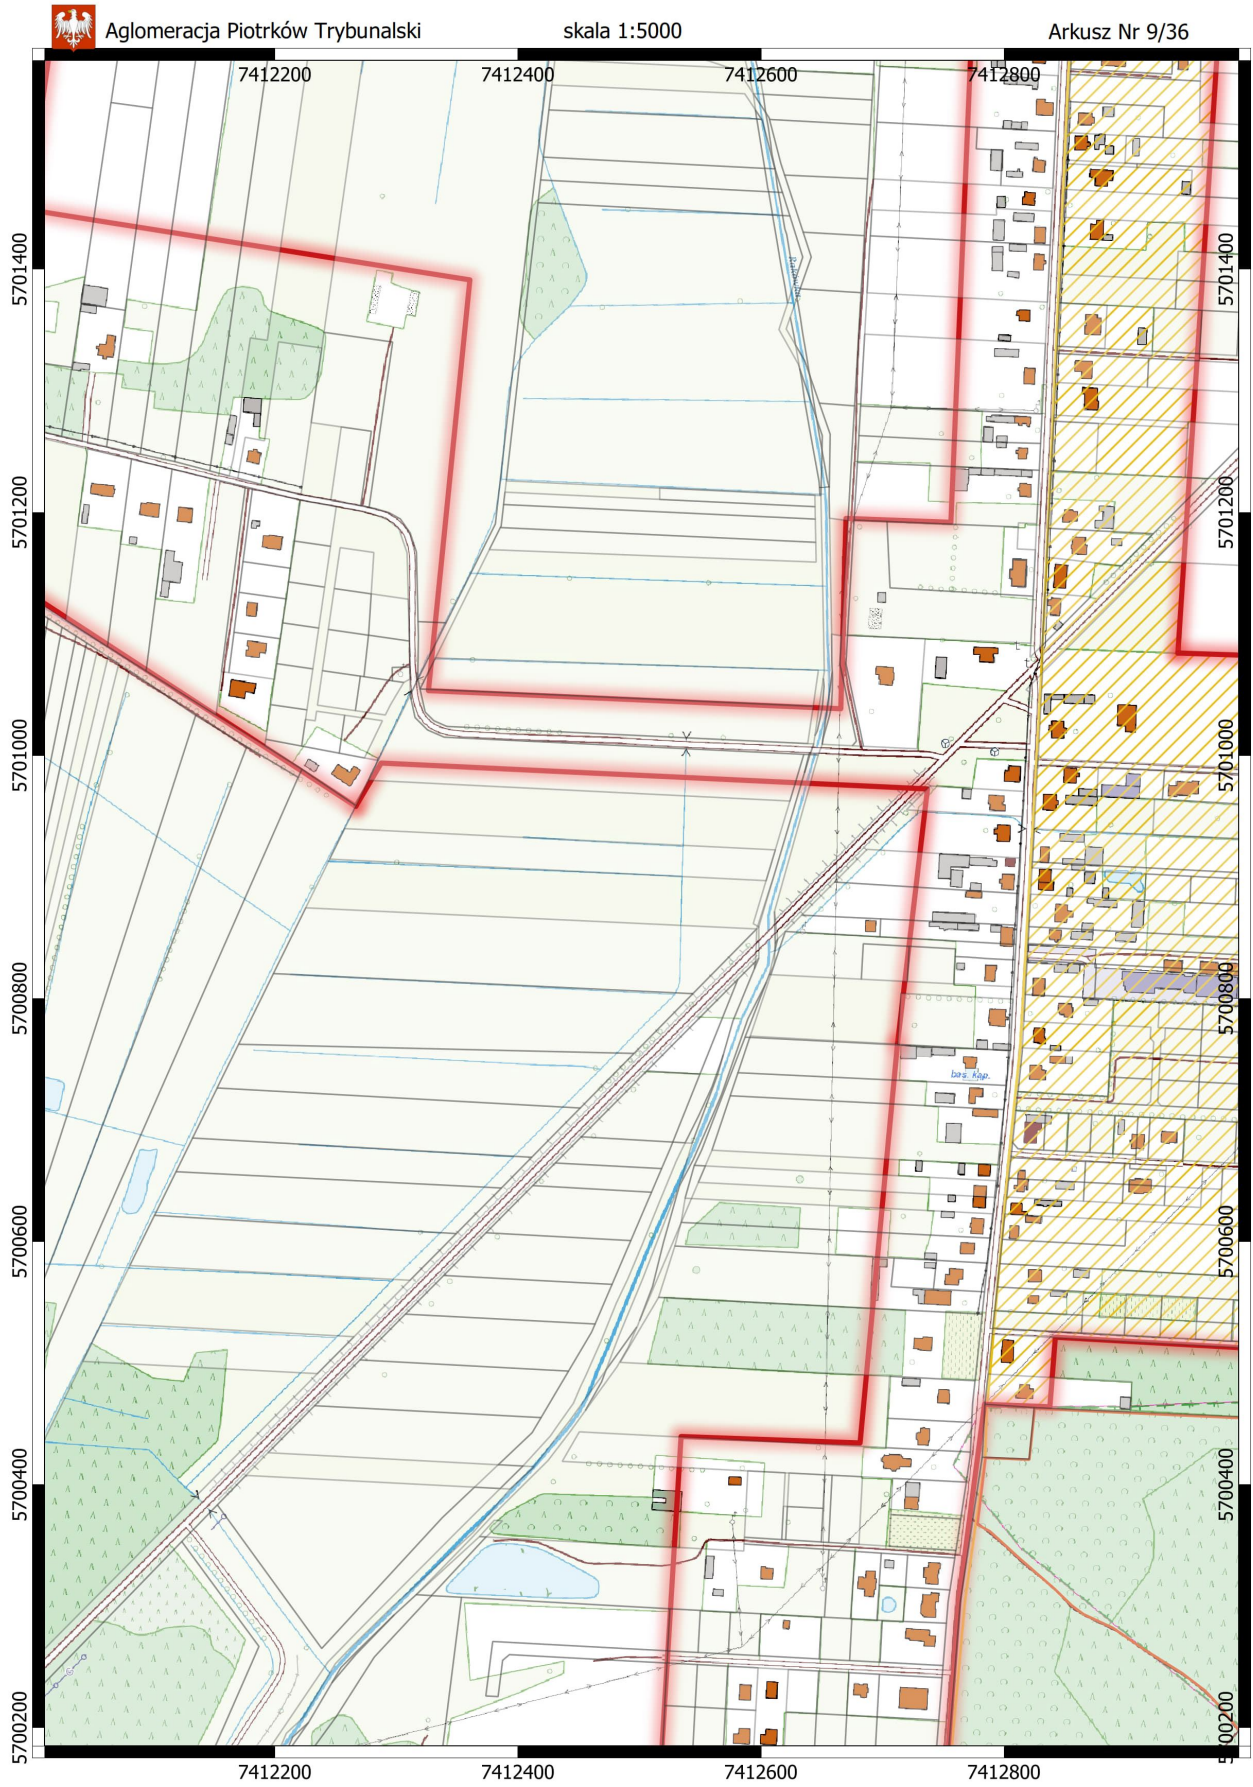 Aglomeracja Piotrków Trybunalski skala 1:5000 Arkusz Nr 9/36
7412200 7412400 7412600 7412800
5701400 5701400
5701200 5701200
5701000 5701000
5700800 5700800
bas. kąp.
5700600 5700600
5700400 5700400
5700200 5700200
7412200 7412400 7412600 7412800